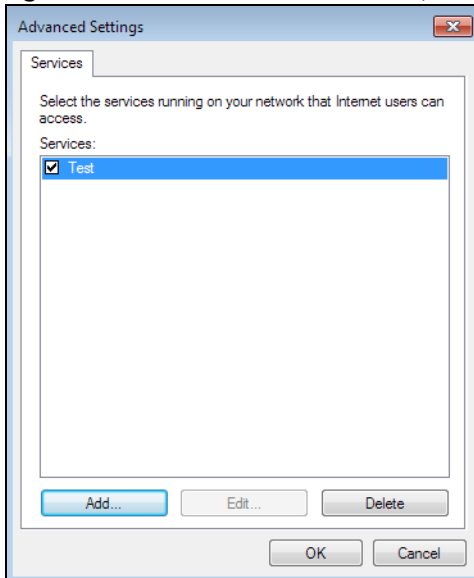 Advanced Settings
Services
Select the services running on your network that Internet users can
access.
Services:
Test
Add...
Edit...
Delete
OK
Cancel